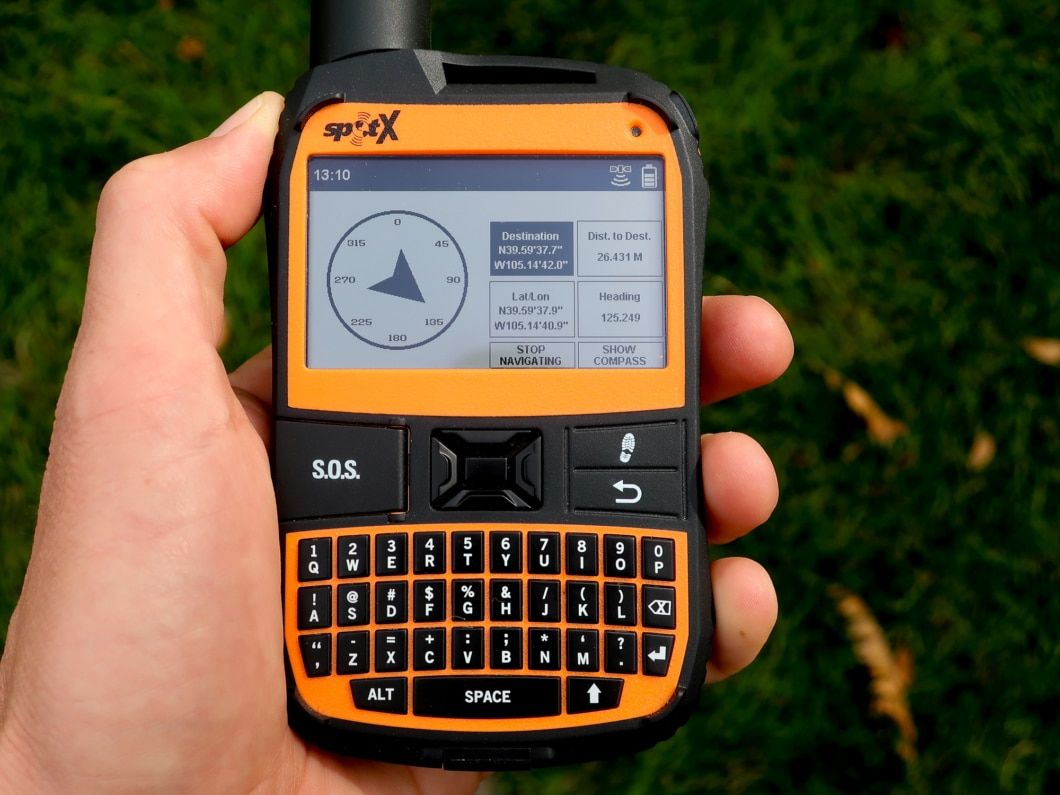 spotX
13:10
0
315 45
270 90
225 135
180
Destination
N39.59'37.7"
W105.14'42.0"
Dist. to Dest.
26.431 M
Lat/Lon
N39.59'37.9"
W105.14'40.9"
Heading
125.249
STOP
NAVIGATING
SHOW
COMPASS
S.O.S.
1 2 3 4 5 6 7 8 9 0
Q W E R T Y U I O P
! @ # $ % & / ( )
A S D F G H J K L
“ - = + : ; * ‘ ?
, Z X C V B N M .
ALT SPACE